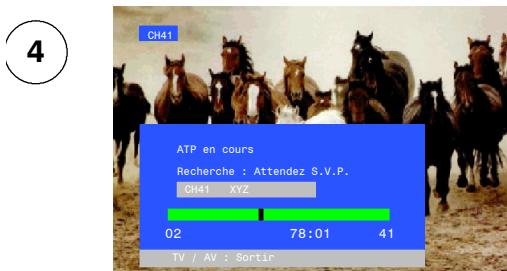 4
CH41
ATP en cours
Recherche : Attendez S.V.P.
CH41 XYZ
02 78:01 41
TV / AV : Sortir